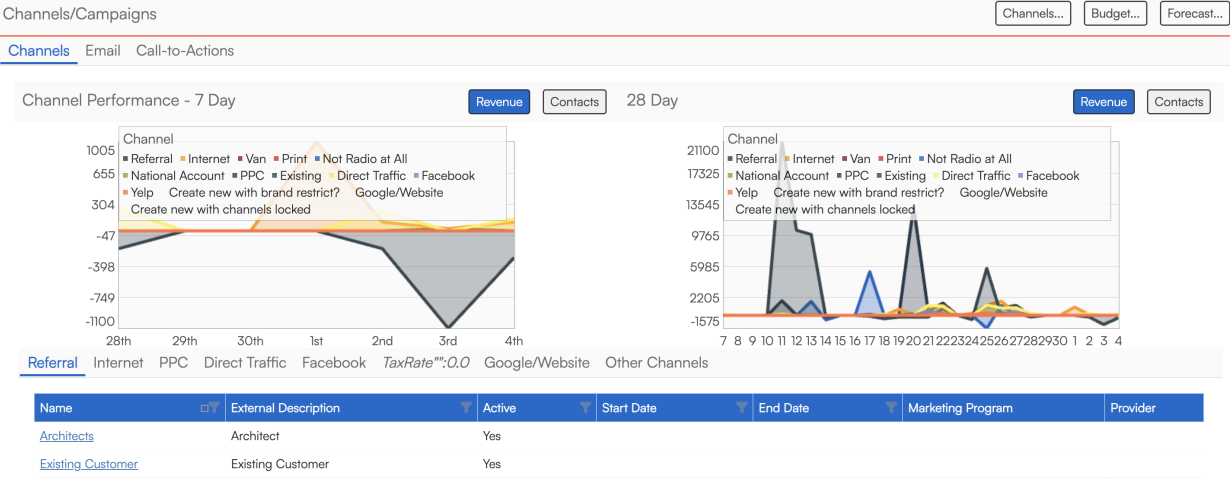 Channels/Campaigns
Channels... Budget... Forecast...
Channels Email Call-to-Actions
Channel Performance - 7 Day Revenue Contacts 28 Day Revenue Contacts
Channel
Referral Internet Van Print Not Radio at All
National Account PPC Existing Direct Traffic Facebook
Yelp Create new with brand restrict? Google/Website
Create new with channels locked
1005
655
304
-47
-398
-749
-1100
28th 29th 30th 1st 2nd 3rd 4th
Channel
Referral Internet Van Print Not Radio at All
National Account PPC Existing Direct Traffic Facebook
Yelp Create new with brand restrict? Google/Website
Create new with channels locked
21100
17325
13545
9765
5985
2205
-1575
7 8 9 10 11 12 13 14 15 16 17 18 19 20 21 22 23 24 25 26 27 28 29 30 1 2 3 4
Referral Internet PPC Direct Traffic Facebook TaxRate"":0.0 Google/Website Other Channels
Name External Description Active Start Date End Date Marketing Program Provider
Architects Architect Yes
Existing Customer Existing Customer Yes